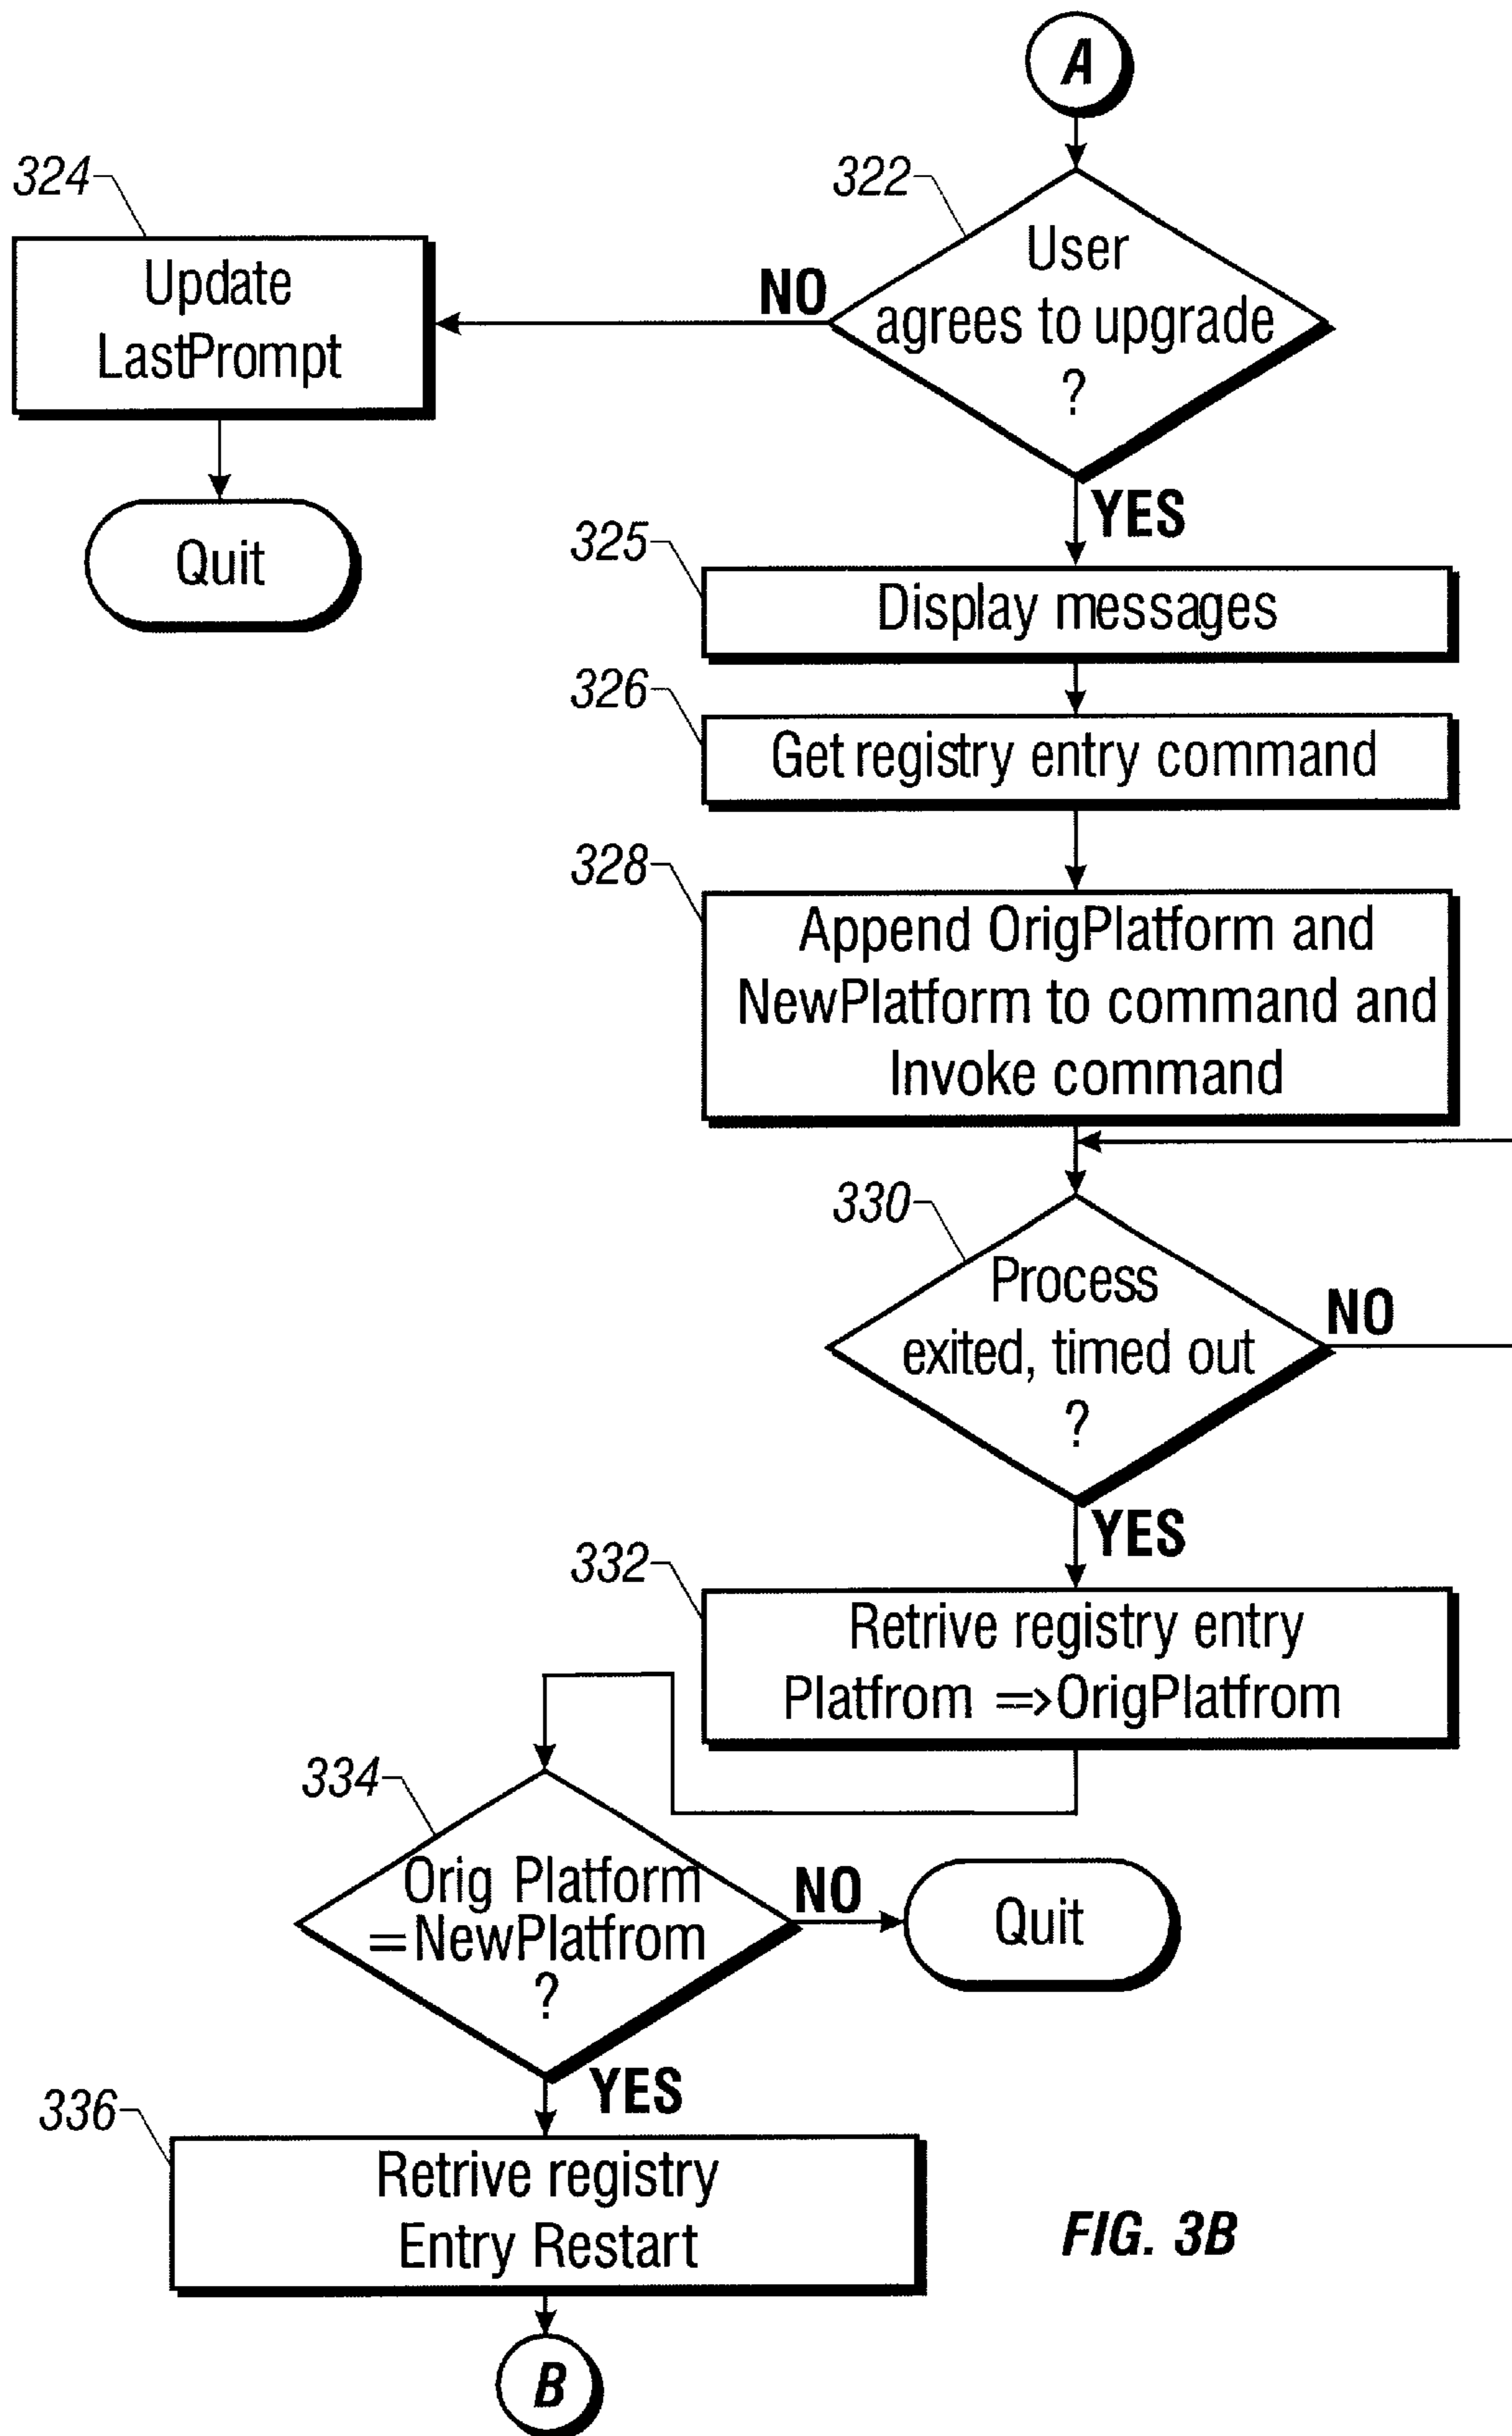 A
322
User
agrees to upgrade
?
NO
324
Update
LastPrompt
Quit
YES
325
Display messages
326
Get registry entry command
328
Append OrigPlatform and
NewPlatform to command and
Invoke command
330
Process
exited, timed out
?
NO
YES
332
Retrive registry entry
Platfrom =>OrigPlatfrom
334
Orig Platform
=NewPlatfrom
?
NO
Quit
YES
336
Retrive registry
Entry Restart
B
FIG. 3B